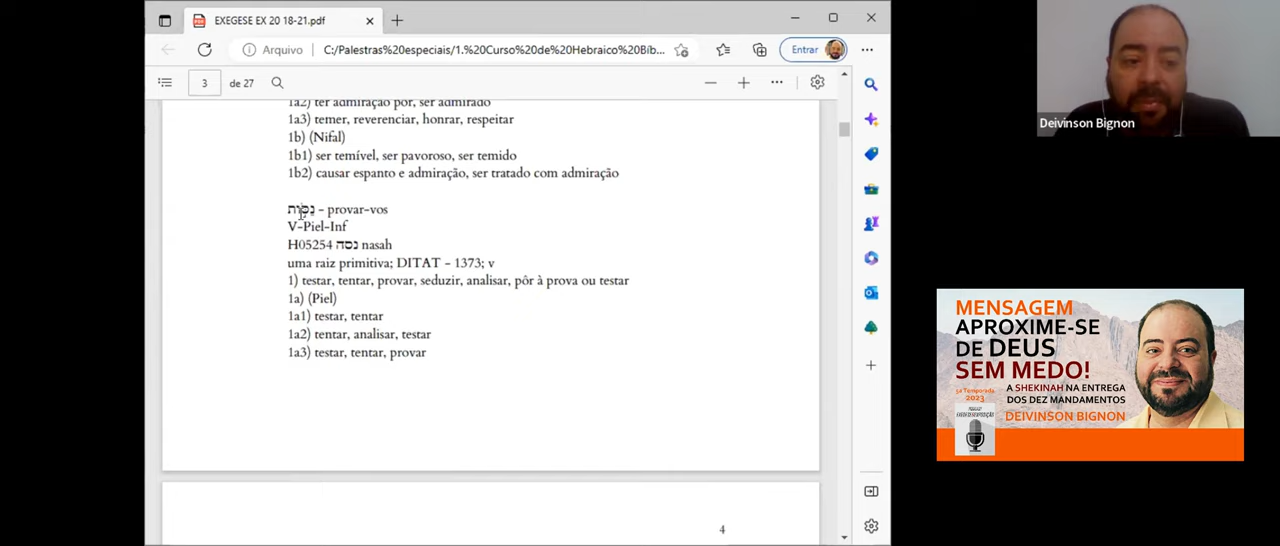 EXEGESE EX 20 18-21.pdf
Arquivo
C:/Palestras%20especiais/1.%20Curso%20de%20Hebraico%20Bíb...
Entrar
3 de 27
1a2) ter admiração por, ser admirado
1a3) temer, reverenciar, honrar, respeitar
1b) (Nifal)
1b1) ser temível, ser pavoroso, ser temido
1b2) causar espanto e admiração, ser tratado com admiração
נַסּוֹת - provar-vos
V-Piel-Inf
H05254 נסה nasah
uma raiz primitiva; DITAT - 1373; v
1) testar, tentar, provar, seduzir, analisar, pôr à prova ou testar
1a) (Piel)
1a1) testar, tentar
1a2) tentar, analisar, testar
1a3) testar, tentar, provar
4
Deivinson Bignon
MENSAGEM
APROXIME-SE
DE DEUS
SEM MEDO!
A SHEKINAH NA ENTREGA
DOS DEZ MANDAMENTOS
DEIVINSON BIGNON
Temporada
2023